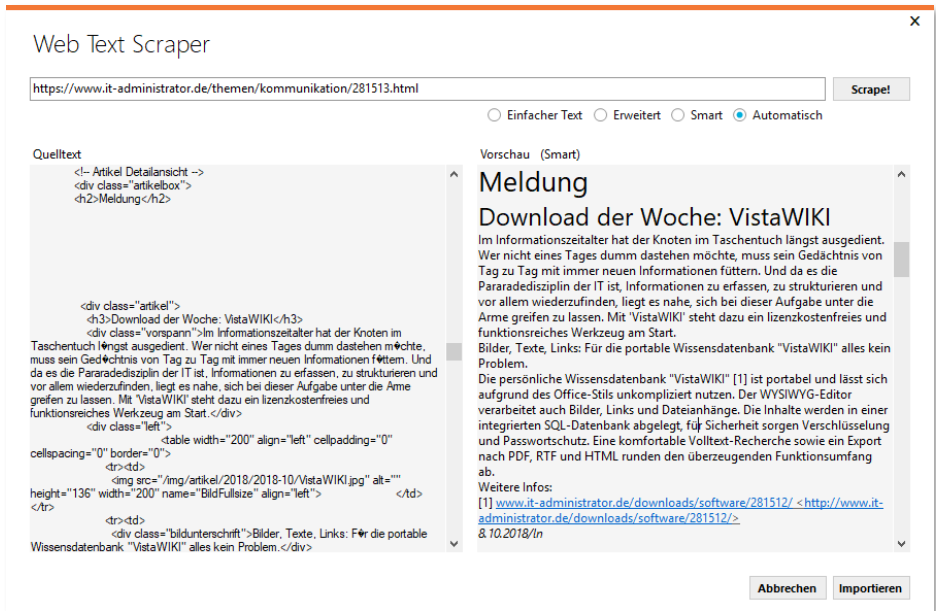 Web Text Scraper
https://www.it-administrator.de/themen/kommunikation/281513.html
Scrape!
Einfacher Text
Erweitert
Smart
Automatisch
Quelltext
<!-- Artikel Detailansicht -->
<div class="artikelbox">
<h2>Meldung</h2>
<div class="artikel">
<h3>Download der Woche: VistaWIKI</h3>
<div class="vorspann">Im Informationszeitalter hat der Knoten im
Taschentuch l�ngst ausgedient. Wer nicht eines Tages dumm dastehen m�chte,
muss sein Ged�chtnis von Tag zu Tag mit immer neuen Informationen f�ttern. Und
da es die Pararadedisziplin der IT ist, Informationen zu erfassen, zu strukturieren und
vor allem wiederzufinden, liegt es nahe, sich bei dieser Aufgabe unter die Arme
greifen zu lassen. Mit 'VistaWIKI' steht dazu ein lizenzkostenfreies und
funktionsreiches Werkzeug am Start.</div>
<div class="left">
<table width="200" align="left" cellpadding="0"
cellspacing="0" border="0">
<tr><td>
<img src="/img/artikel/2018/2018-10/VistaWIKI.jpg" alt=""
height="136" width="200" name="BildFullsize" align="left"> </td>
</tr>
<tr><td>
<div class="bildunterschrift">Bilder, Texte, Links: F�r die portable
Wissensdatenbank "VistaWIKI" alles kein Problem.</div>
Vorschau (Smart)
Meldung
Download der Woche: VistaWIKI
Im Informationszeitalter hat der Knoten im Taschentuch längst ausgedient.
Wer nicht eines Tages dumm dastehen möchte, muss sein Gedächtnis von
Tag zu Tag mit immer neuen Informationen füttern. Und da es die
Pararadedisziplin der IT ist, Informationen zu erfassen, zu strukturieren und
vor allem wiederzufinden, liegt es nahe, sich bei dieser Aufgabe unter die
Arme greifen zu lassen. Mit 'VistaWIKI' steht dazu ein lizenzkostenfreies und
funktionsreiches Werkzeug am Start.
Bilder, Texte, Links: Für die portable Wissensdatenbank "VistaWIKI" alles kein
Problem.
Die persönliche Wissensdatenbank "VistaWIKI" [1] ist portabel und lässt sich
aufgrund des Office-Stils unkompliziert nutzen. Der WYSIWYG-Editor
verarbeitet auch Bilder, Links und Dateianhänge. Die Inhalte werden in einer
integrierten SQL-Datenbank abgelegt, für Sicherheit sorgen Verschlüsselung
und Passwortschutz. Eine komfortable Volltext-Recherche sowie ein Export
nach PDF, RTF und HTML runden den überzeugenden Funktionsumfang
ab.
Weitere Infos:
[1] www.it-administrator.de/downloads/software/281512/ <http://www.it-
administrator.de/downloads/software/281512/>
8.10.2018/ln
Abbrechen
Importieren